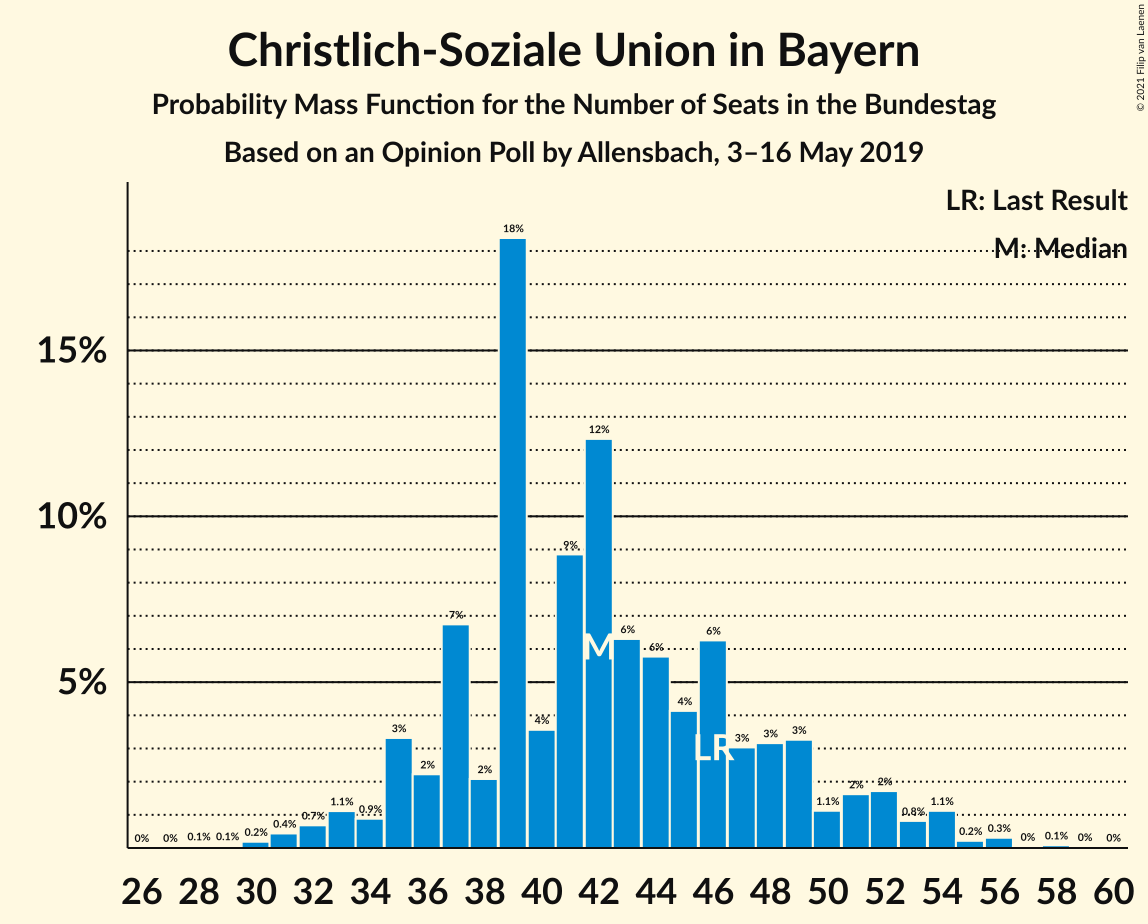 Christlich-Soziale Union in Bayern
Probability Mass Function for the Number of Seats in the Bundestag
Based on an Opinion Poll by Allensbach, 3–16 May 2019
© 2021 Filip van Laenen
LR: Last Result
M: Median
15%
10%
5%
0% 0% 0.1% 0.1% 0.2% 0.4% 0.7% 1.1% 0.9% 3% 2% 7% 2% 18% 4% 9% 12% 6% 6% 4% 6% 3% 3% 3% 1.1% 2% 2% 0.8% 1.1% 0.2% 0.3% 0% 0.1% 0% 0%
M
LR
26 28 30 32 34 36 38 40 42 44 46 48 50 52 54 56 58 60